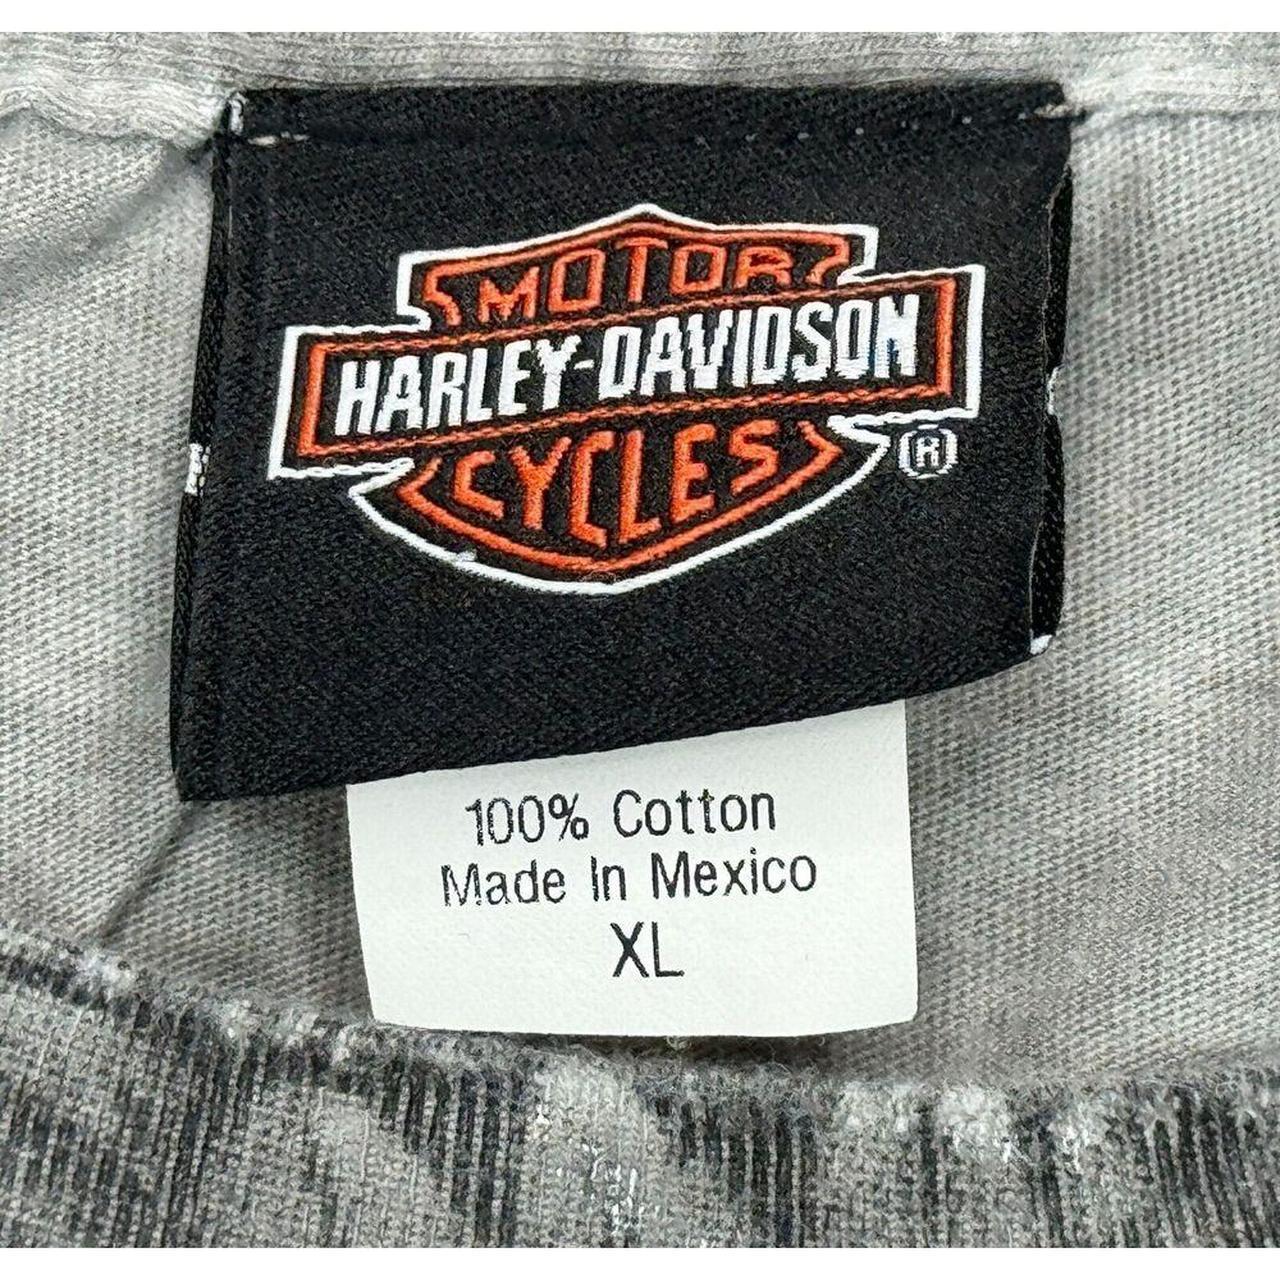 MOTOR
HARLEY-DAVIDSON
CYCLES
®
100% Cotton
Made In Mexico
XL